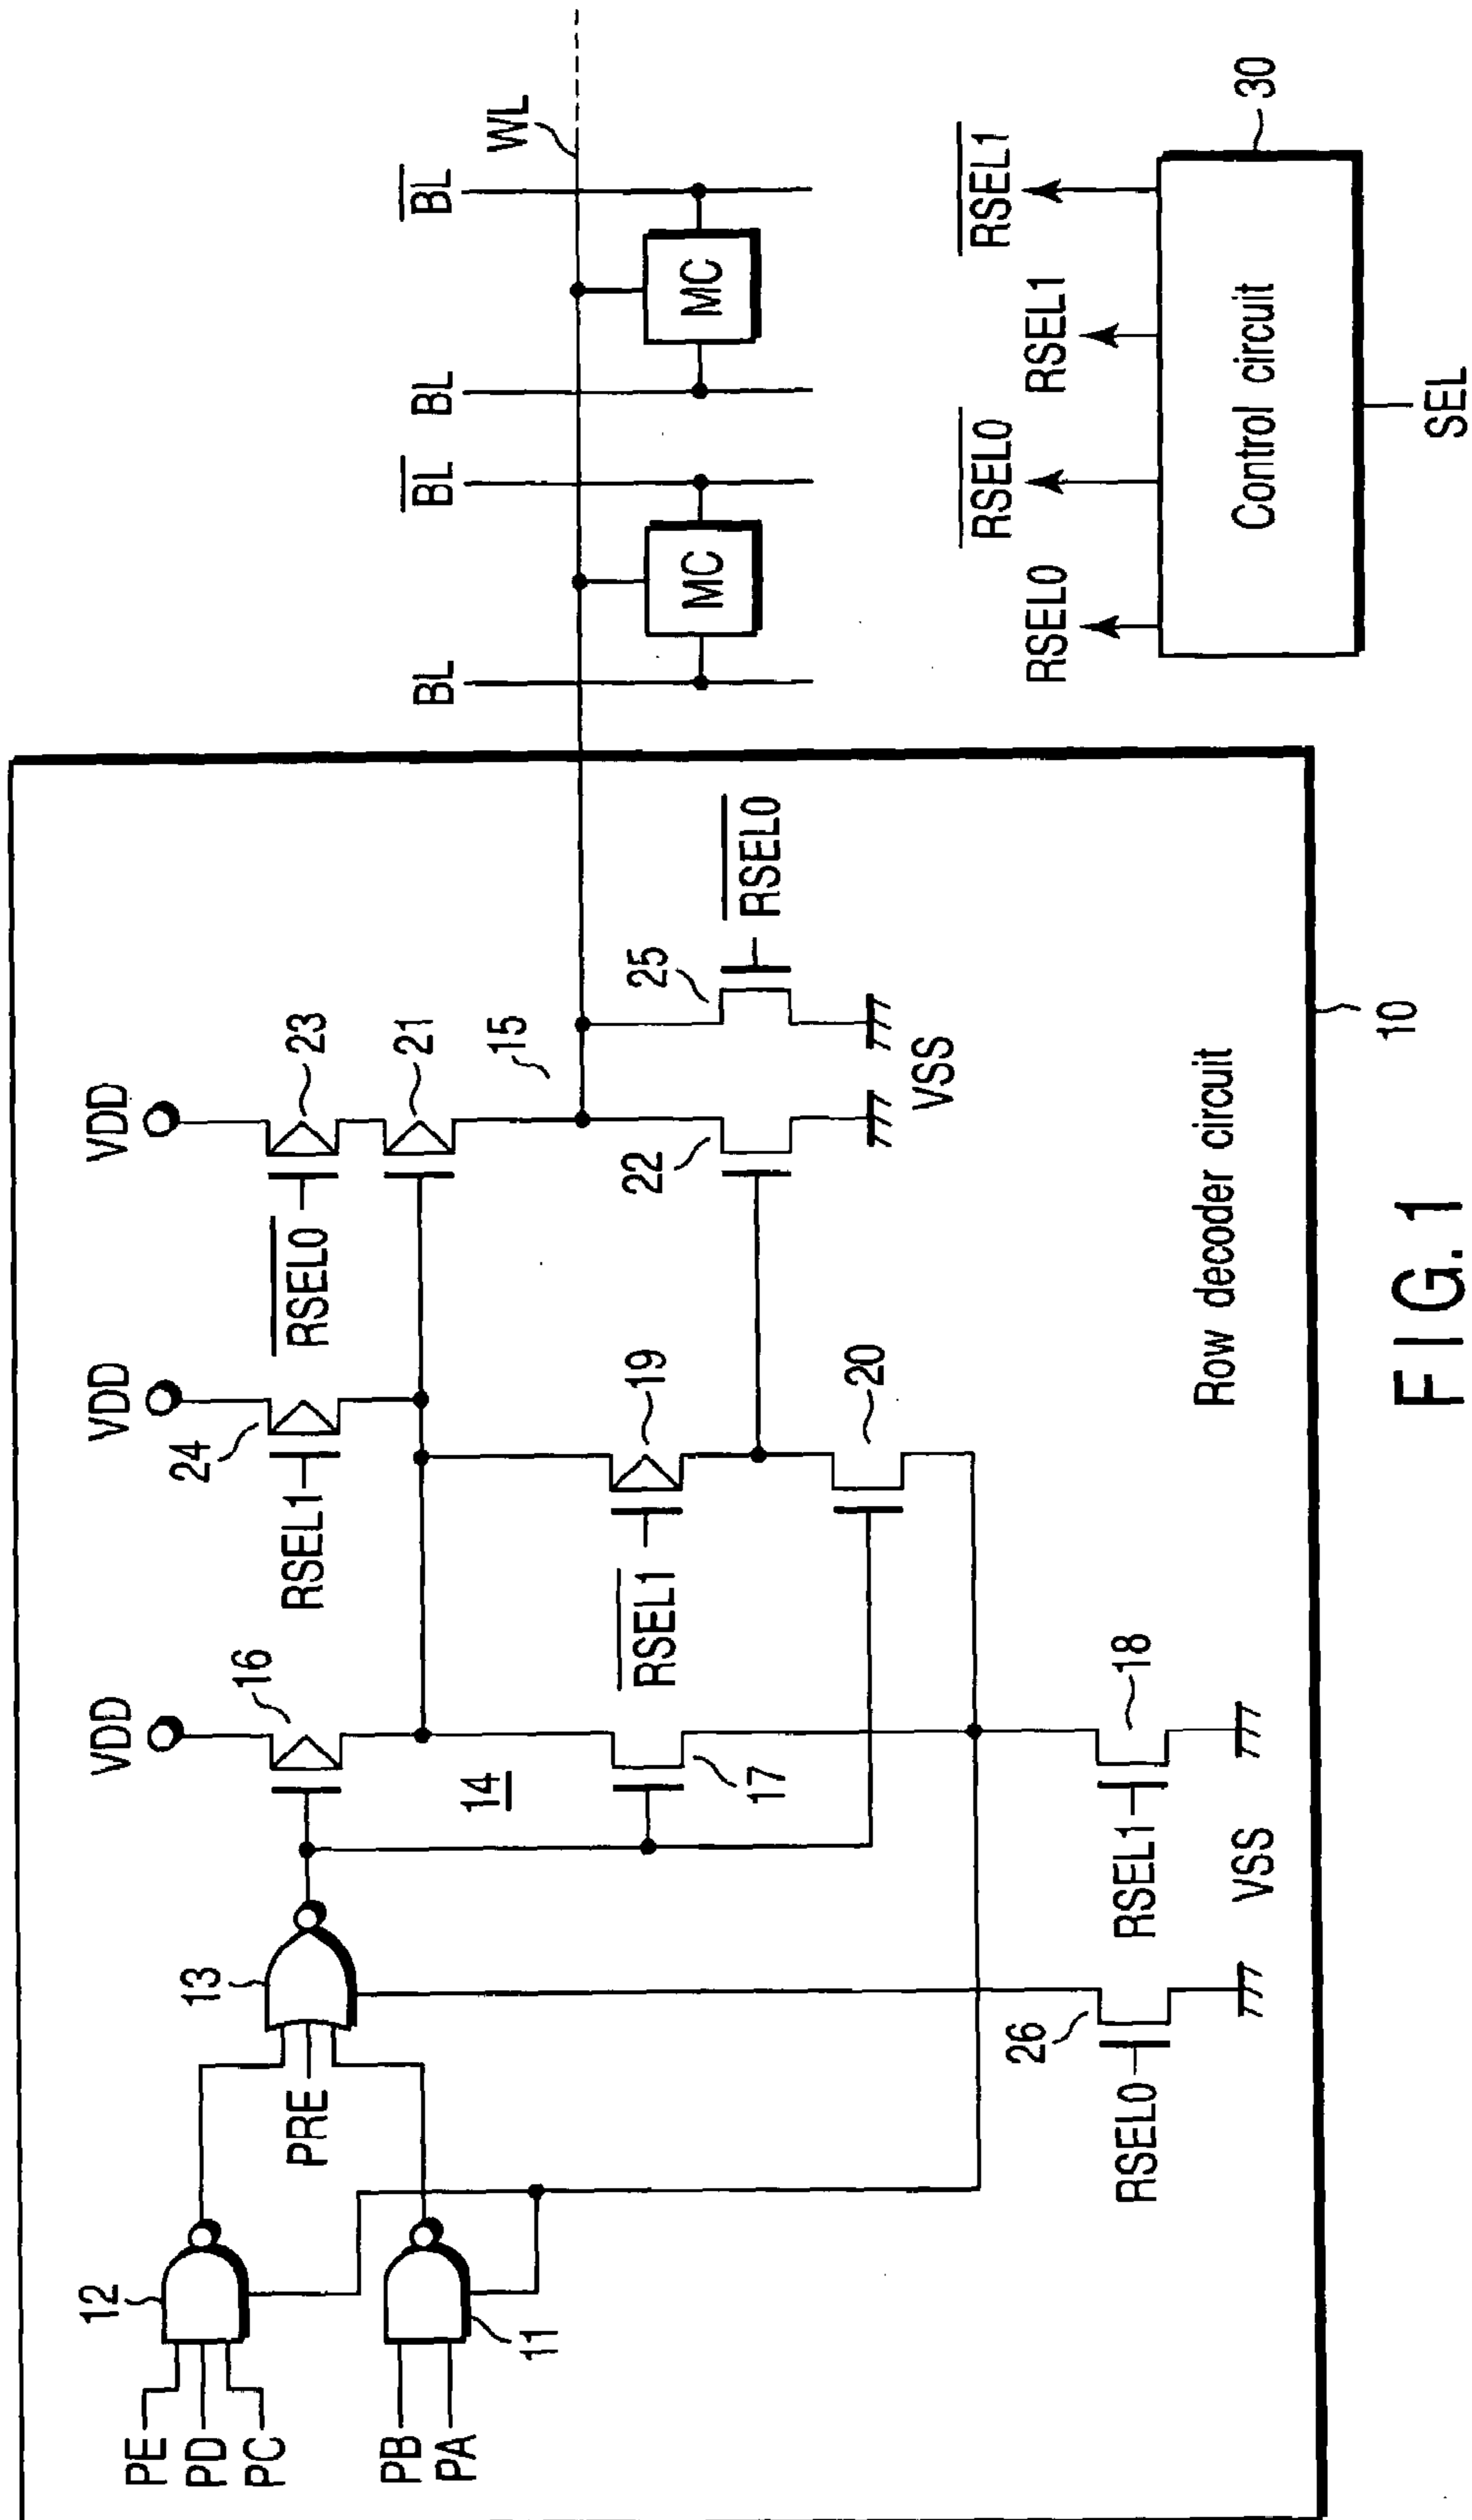 VDD
VDD
VDD
16
24
23
RSEL1
RSEL0
21
15
14
17
RSEL1
19
20
22
25
RSEL0
12
PE
PD
PC
13
PRE
PB
PA
11
26
RSEL0
RSEL1
18
VSS
VSS
Row decoder circuit
10
WL
BL
BL
BL
BL
MC
MC
RSEL0
RSEL0
RSEL1
RSEL1
Control circuit
30
SEL
FIG. 1